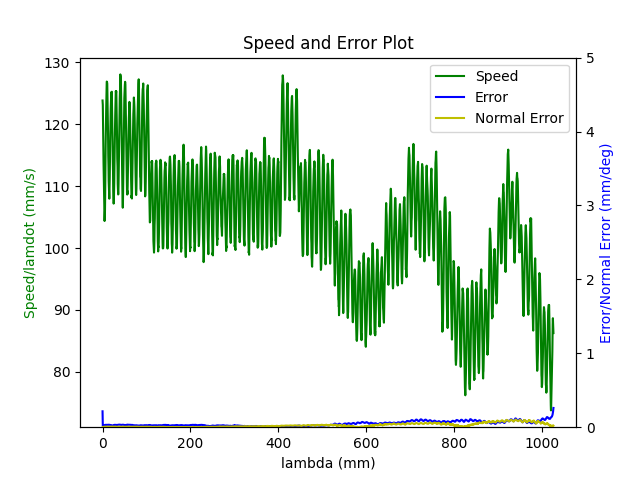 Speed and Error Plot
130
120
110
100
90
80
Speed/lamdot (mm/s)
5
4
3
2
1
0
Error/Normal Error (mm/deg)
Speed
Error
Normal Error
0 200 400 600 800 1000
lambda (mm)